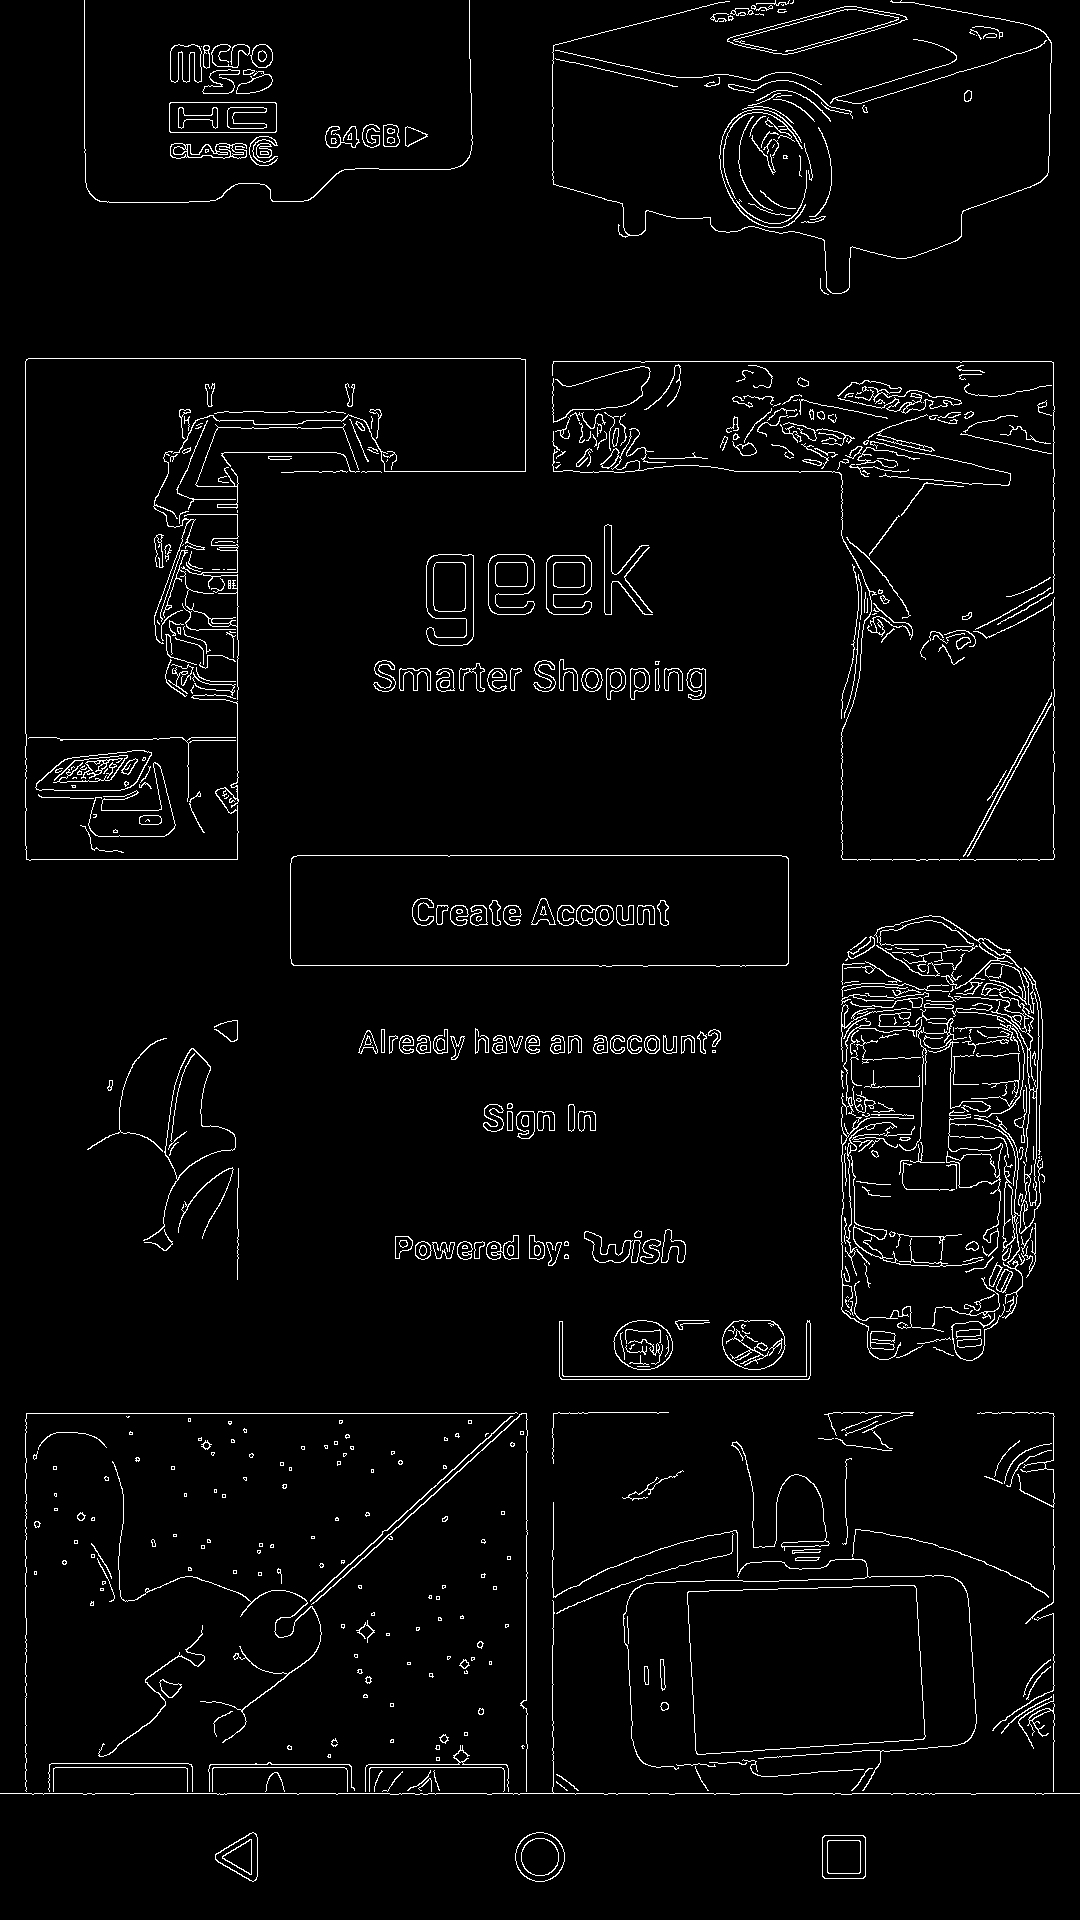 micro
SD
HC
CLASS 6
64GB
geek
Smarter Shopping
Create Account
Already have an account?
Sign In
Powered by: wish